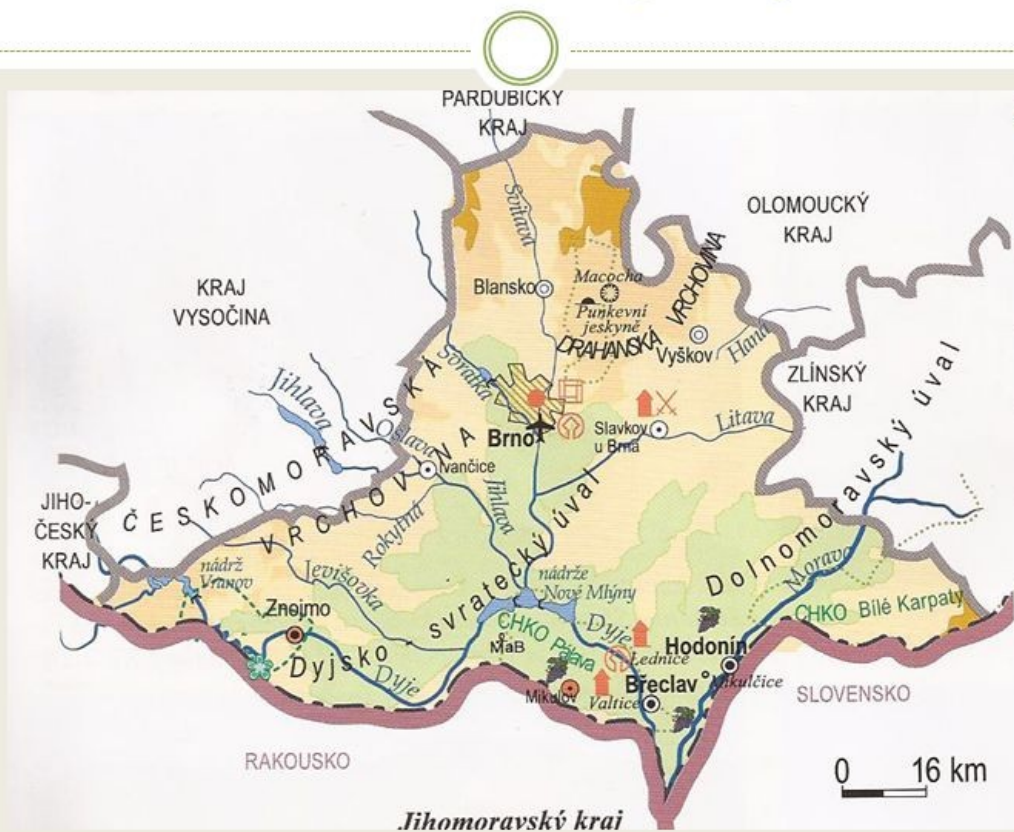 PARDUBICKÝ
KRAJ
OLOMOUCKÝ
KRAJ
KRAJ
VYSOČINA
ZLÍNSKÝ
KRAJ
JIHO-
ČESKÝ
KRAJ
Svitava
Blansko
Macocha
Punkevní
jeskyně
DRAHANSKÁ VRCHOVINA
Vyškov
Haná
Svratka
Brno
Slavkov
u Brna
Litava
Jihlava
Oslava
Ivančice
Jihlava
Rokytná
Jevišovka
ČESKOMORAVSKÁ
VRCHOVINA
nádrž
Vranov
Znojmo
Dyjsko - svratecký úval
Dyje
nádrže
Nové Mlýny
Dyje
CHKO Pálava
MaB
Mikulov
Valtice
Lednice
Břeclav
Hodonín
Mikulčice
Dolnomoravský úval
Morava
CHKO Bílé Karpaty
SLOVENSKO
RAKOUSKO
0 16 km
Jihomoravský kraj